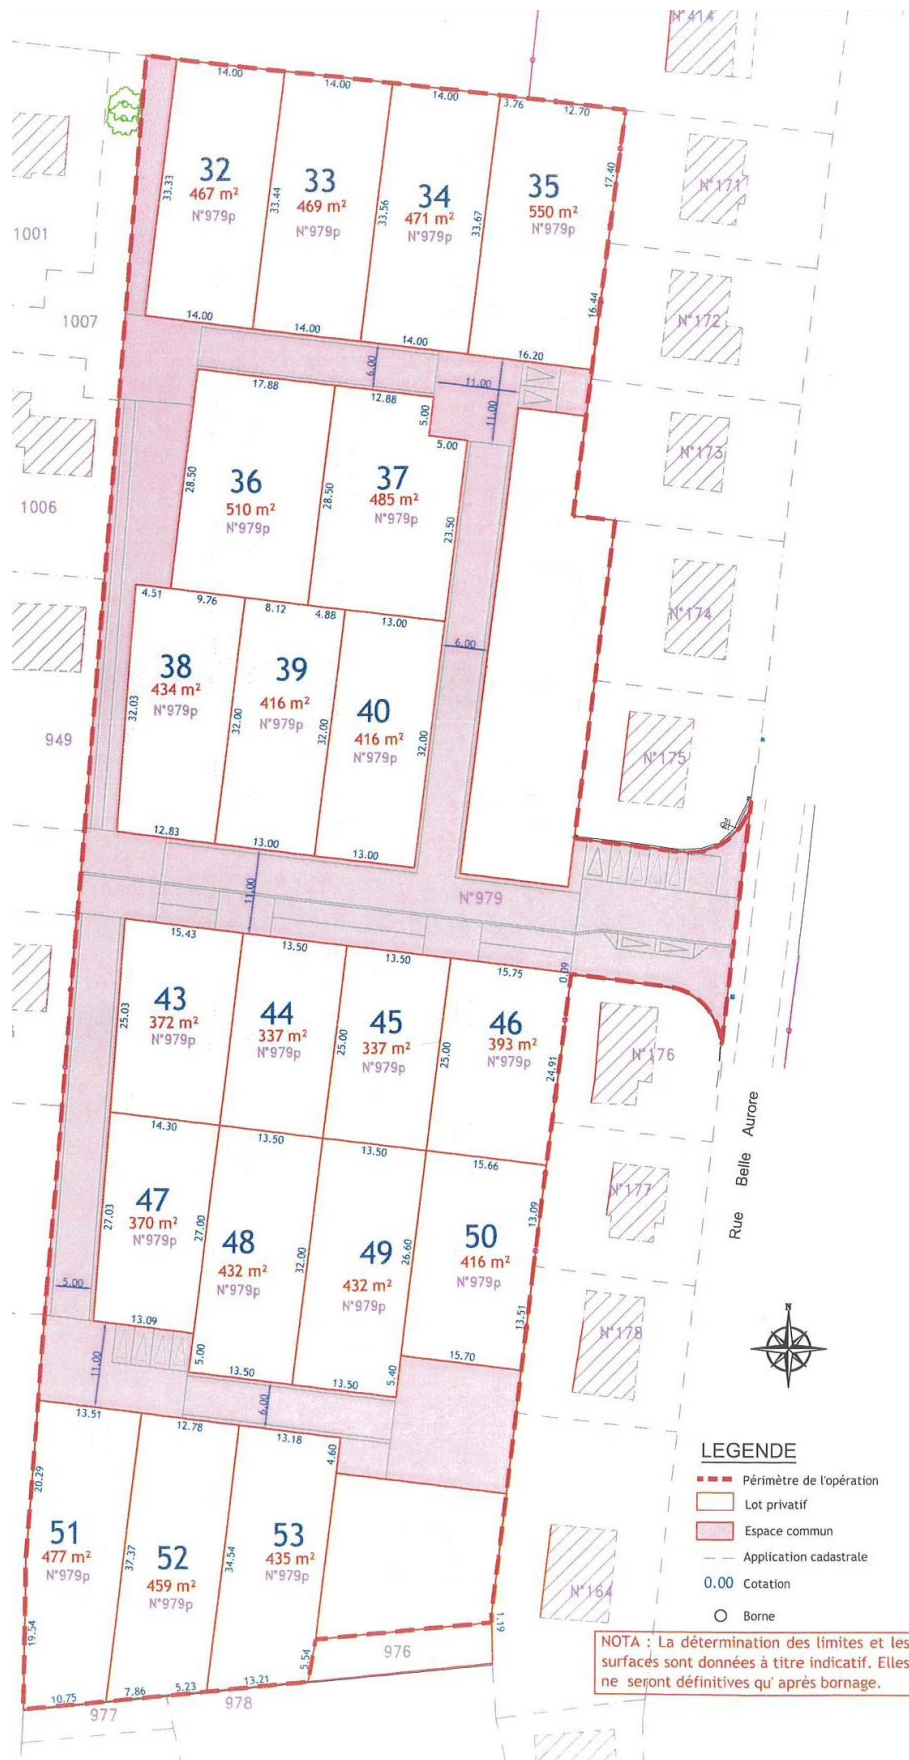 N°414
14.00
14.00
14.00
3.76
12.70
32
467 m²
N°979p
33
469 m²
N°979p
34
471 m²
N°979p
35
550 m²
N°979p
33.33
33.44
33.56
33.67
17.40
N°171
1001
1007
16.44
N°172
14.00
14.00
14.00
16.20
6.00
11.00
11.00
17.88
12.88
5.00
5.00
N°173
36
510 m²
N°979p
37
485 m²
N°979p
28.50
28.50
23.50
1006
4.51
9.76
8.12
4.88
13.00
N°174
6.00
38
434 m²
N°979p
39
416 m²
N°979p
40
416 m²
N°979p
32.03
32.00
32.00
32.00
949
N°175
12.83
13.00
13.00
11.00
N°979
15.43
13.50
13.50
15.75
0.09
43
372 m²
N°979p
44
337 m²
N°979p
45
337 m²
N°979p
46
393 m²
N°979p
25.03
25.00
25.00
24.91
N°176
14.30
13.50
13.50
15.66
Rue Belle Aurore
47
370 m²
N°979p
48
432 m²
N°979p
49
432 m²
N°979p
50
416 m²
N°979p
27.03
27.00
32.00
26.60
13.09
N°177
13.51
5.00
N°178
13.09
11.00
5.00
13.50
13.50
5.40
15.70
6.00
N
13.51
12.78
13.18
4.60
20.29
51
477 m²
N°979p
52
459 m²
N°979p
53
435 m²
N°979p
37.37
34.54
19.54
N°164
1.19
5.54
976
10.75
7.86
5.23
13.21
977
978
LEGENDE
Périmètre de l'opération
Lot privatif
Espace commun
Application cadastrale
0.00 Cotation
Borne
NOTA : La détermination des limites et les
surfaces sont données à titre indicatif. Elles
ne seront définitives qu' après bornage.